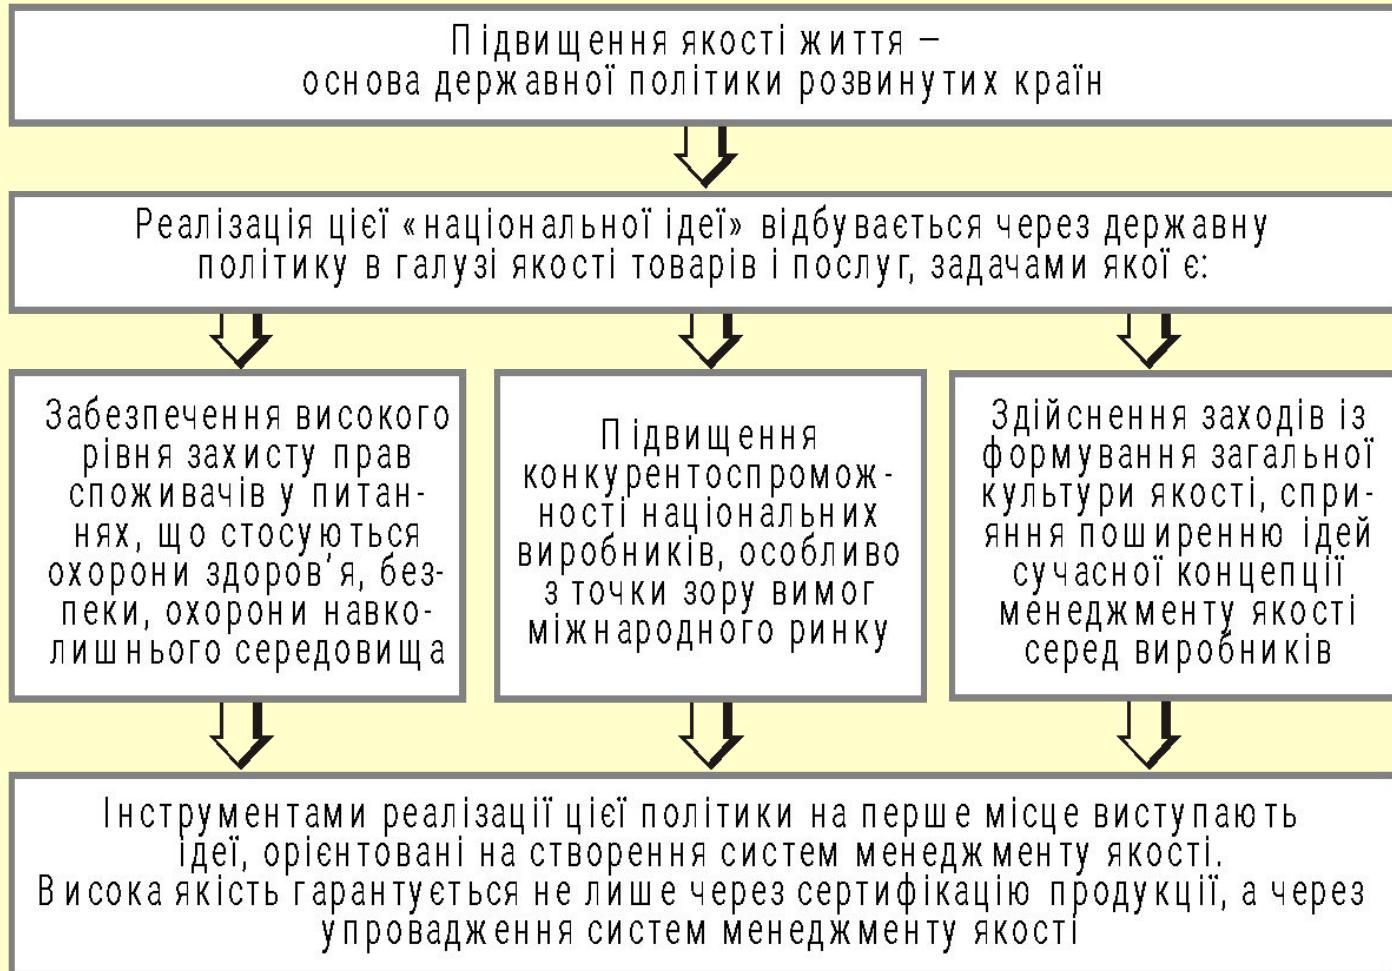 Підвищення якості життя –
основа державної політики розвинутих країн
Реалізація цієї «національної ідеї» відбувається через державну
політику в галузі якості товарів і послуг, задачами якої є:
Забезпечення високого
рівня захисту прав
споживачів у питан-
нях, що стосуються
охорони здоров'я, без-
пеки, охорони навко-
лишнього середовища
Підвищення
конкурентоспромож-
ності національних
виробників, особливо
з точки зору вимог
міжнародного ринку
Здійснення заходів із
формування загальної
культури якості, спри-
яння поширенню ідей
сучасної концепції
менеджменту якості
серед виробників
Інструментами реалізації цієї політики на перше місце виступають
ідеї, орієнтовані на створення систем менеджменту якості.
Висока якість гарантується не лише через сертифікацію продукції, а через
упровадження систем менеджменту якості